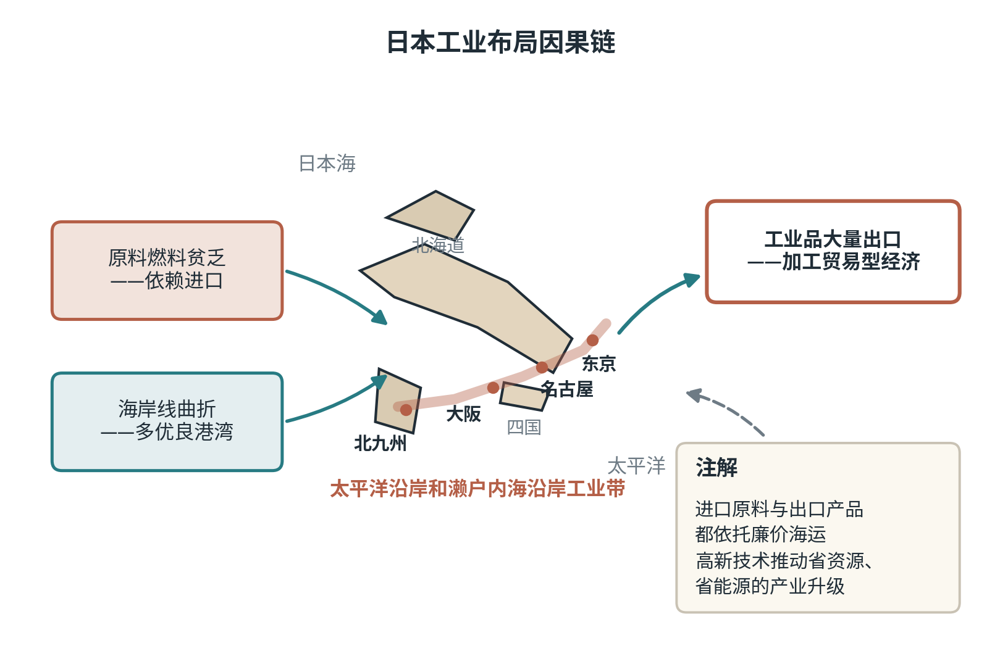 日本工业布局因果链
日本海
北海道
原料燃料贫乏
——依赖进口
工业品大量出口
——加工贸易型经济
东京
名古屋
海岸线曲折
——多优良港湾
大阪
四国
北九州
太平洋
太平洋沿岸和濑户内海沿岸工业带
注解
进口原料与出口产品
都依托廉价海运
高新技术推动省资源、
省能源的产业升级